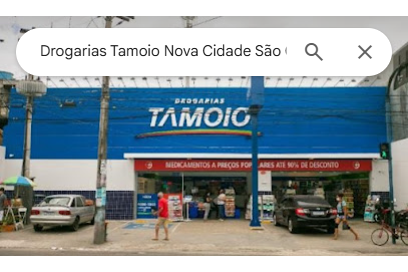 Drogarias Tamoio Nova Cidade São
DROGARIAS
TAMOIO
MEDICAMENTOS A PREÇOS POPULARES ATÉ 90% DE DESCONTO